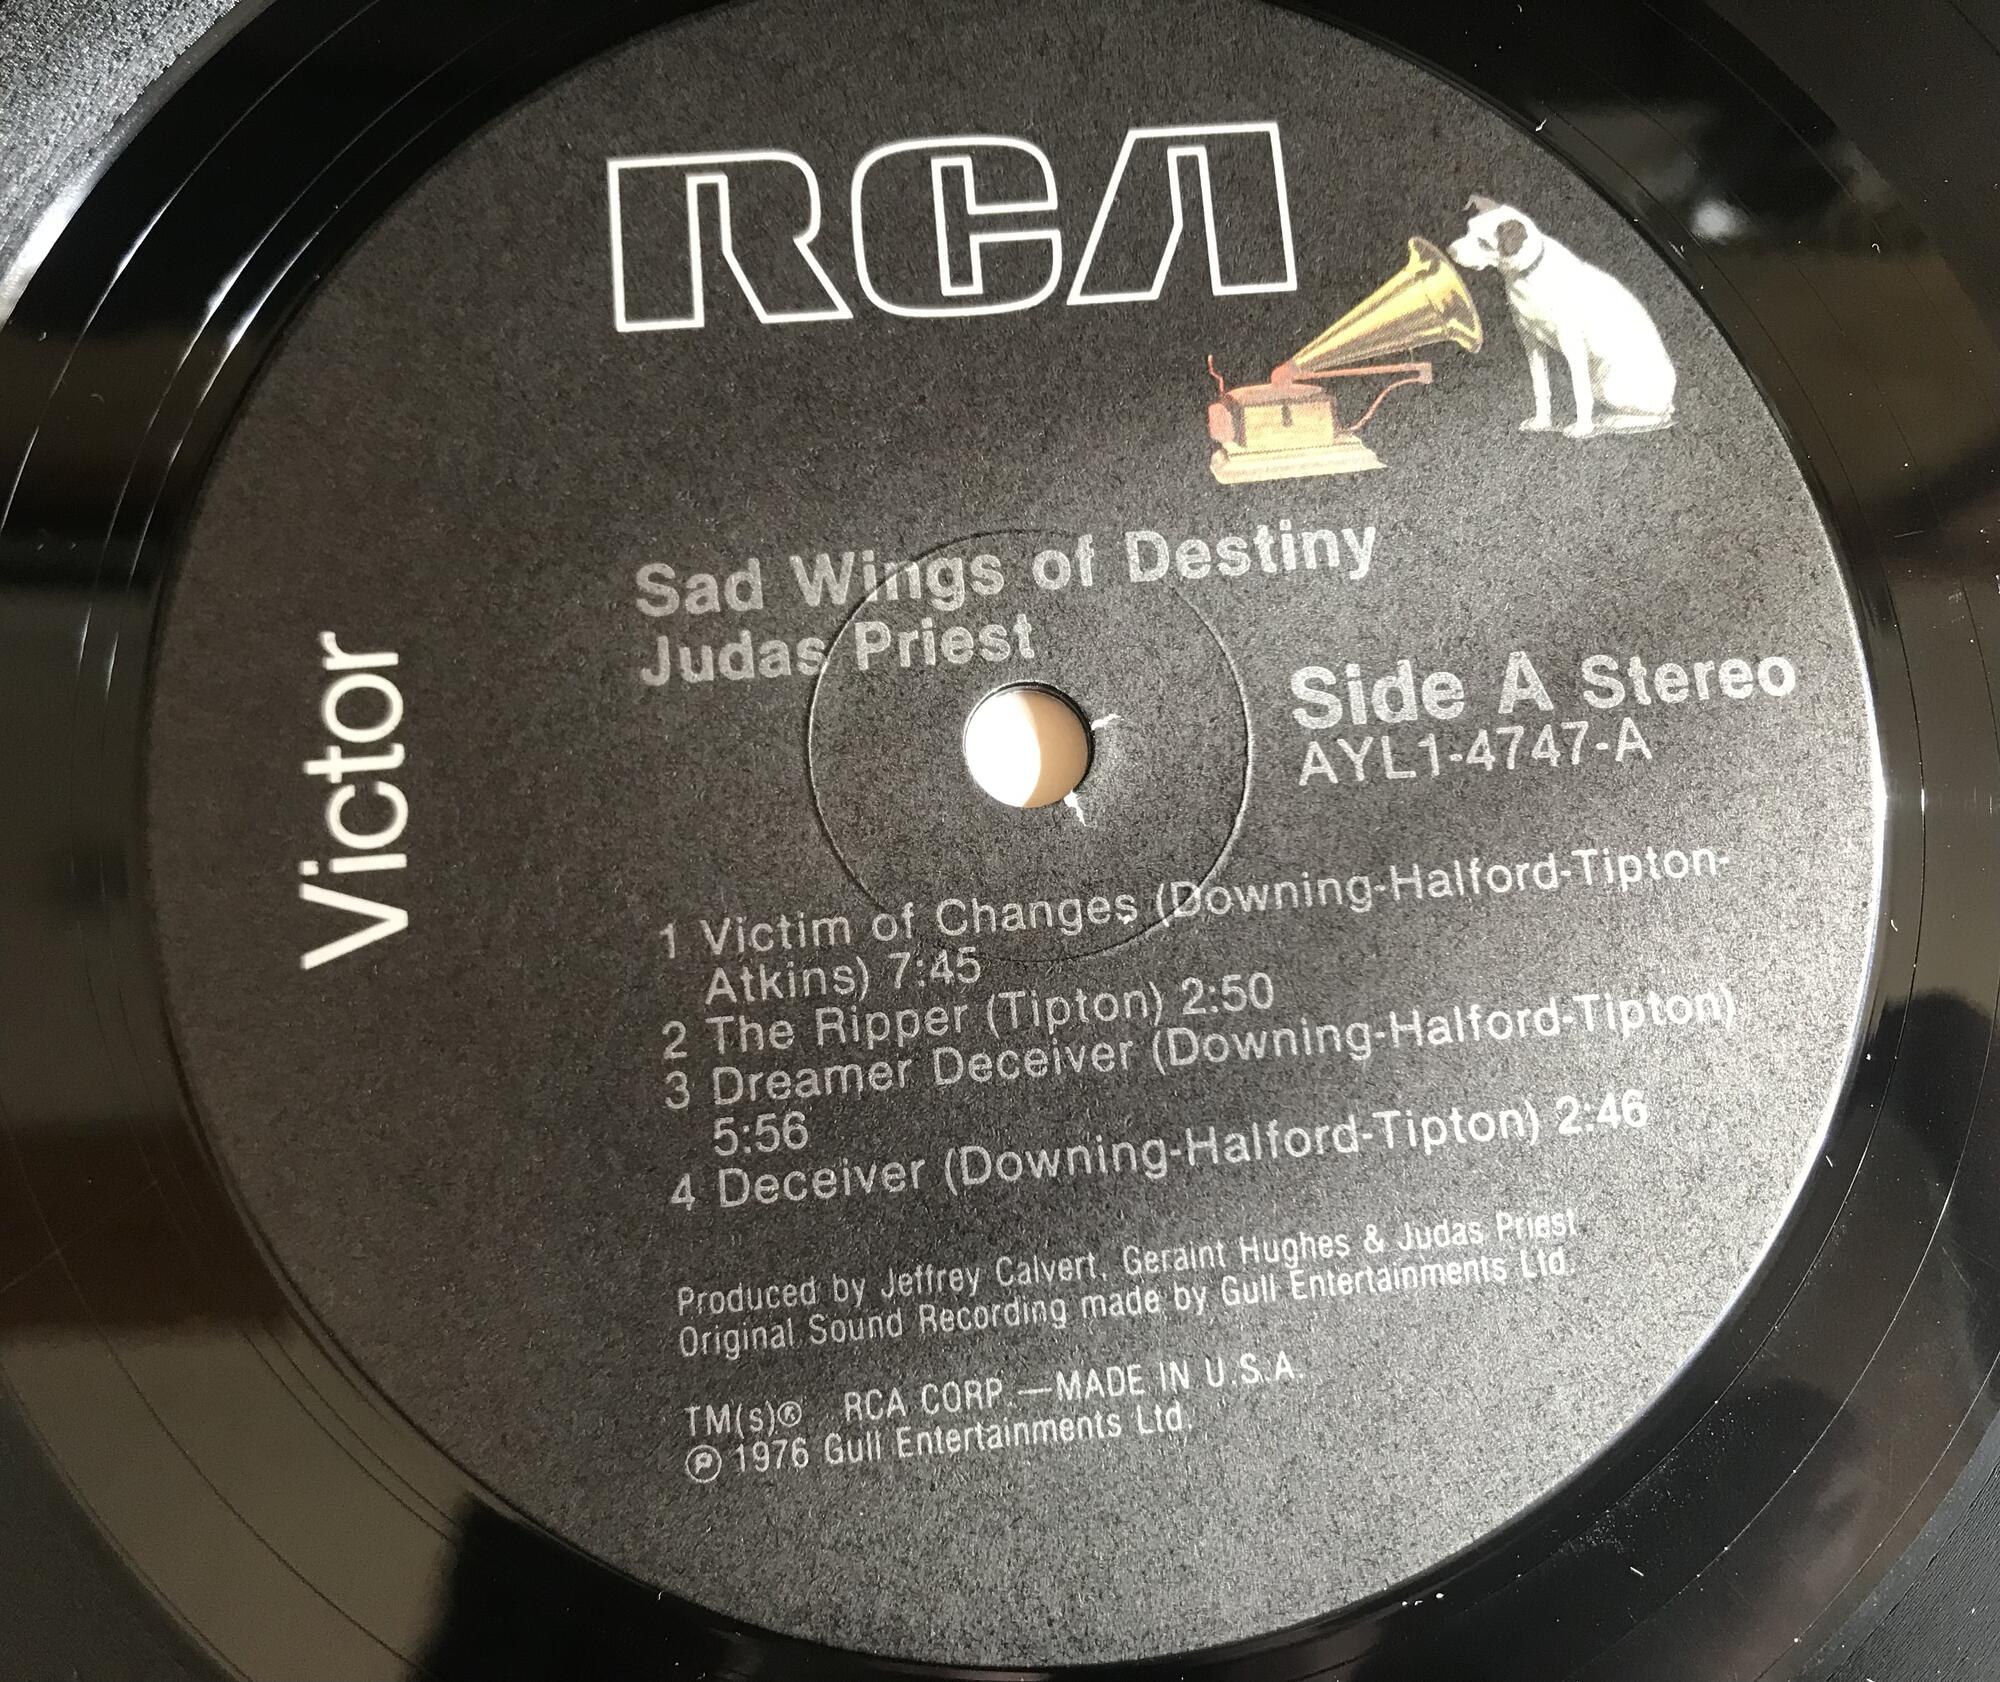 RCA
Victor
Sad Wings of Destiny
Judas Priest
Side A Stereo
AYL1-4747-A
1 Victim of Changes (Downing-Halford-Tipton-
Atkins) 7:45
2 The Ripper (Tipton) 2:50
3 Dreamer Deceiver (Downing-Halford-Tipton)
5:56
4 Deceiver (Downing-Halford-Tipton) 2:46
Produced by Jeffrey Calvert, Geraint Hughes & Judas Priest
Original Sound Recording made by Gull Entertainments Ltd.
TM(s)® RCA CORP.—MADE IN U.S.A.
℗ 1976 Gull Entertainments Ltd.